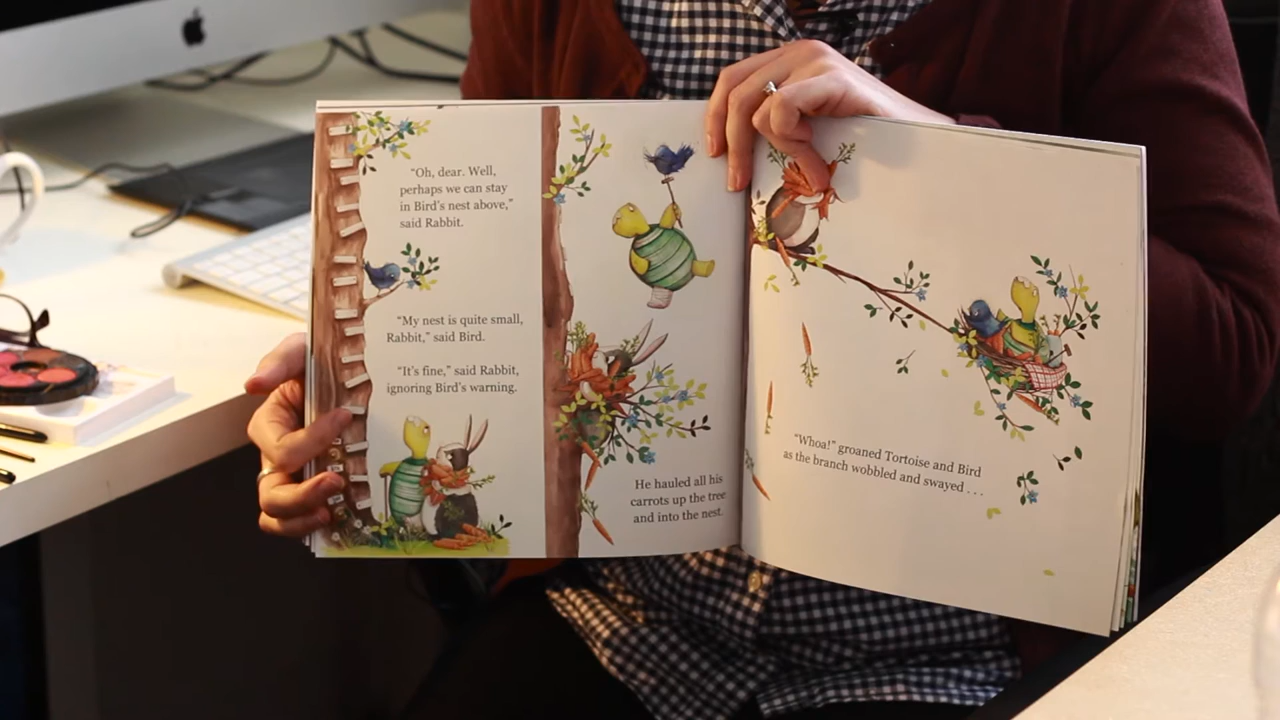 “Oh, dear. Well,
perhaps we can stay
in Bird’s nest above,”
said Rabbit.
“My nest is quite small,
Rabbit,” said Bird.
“It’s fine,” said Rabbit,
ignoring Bird’s warning.
He hauled all his
carrots up the tree
and into the nest.
“Whoa!” groaned Tortoise and Bird
as the branch wobbled and swayed . . .